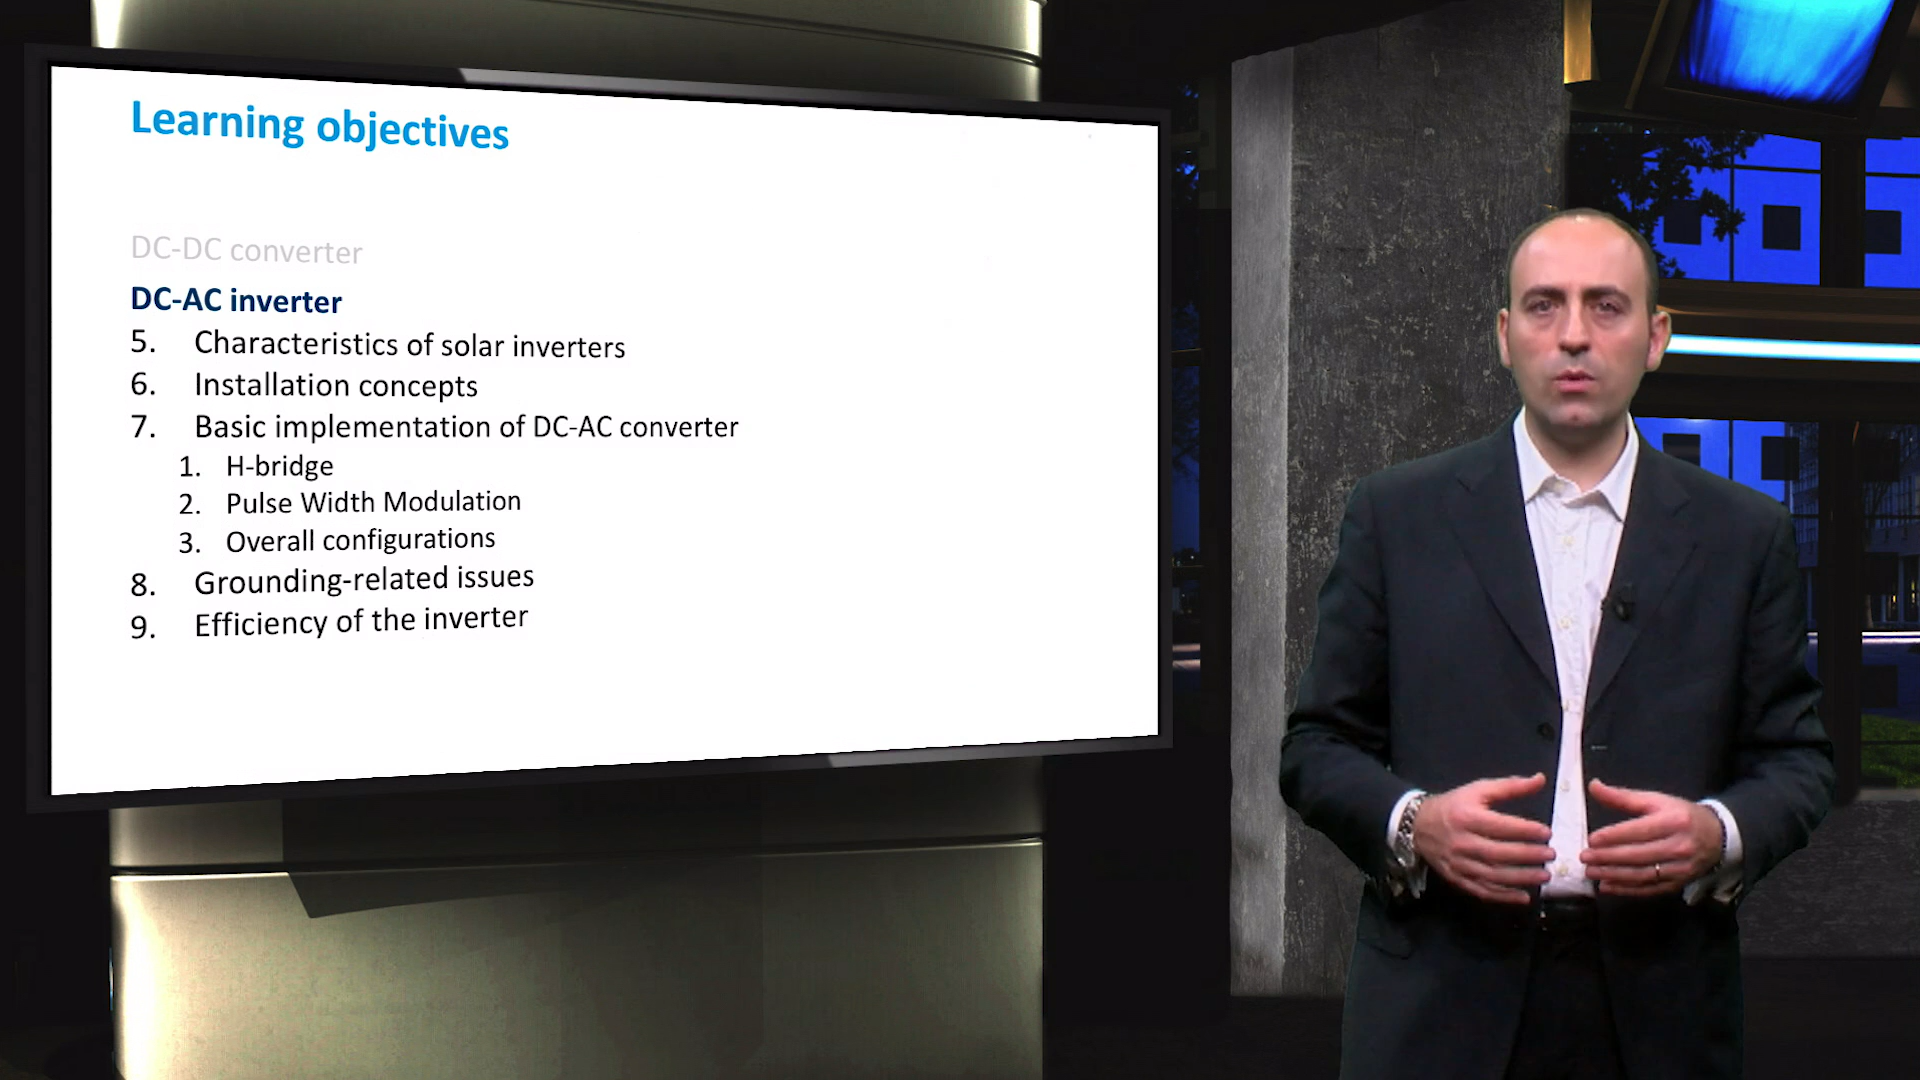 Learning objectives
DC-DC converter
DC-AC inverter
5. Characteristics of solar inverters
6. Installation concepts
7. Basic implementation of DC-AC converter
1. H-bridge
2. Pulse Width Modulation
3. Overall configurations
8. Grounding-related issues
9. Efficiency of the inverter